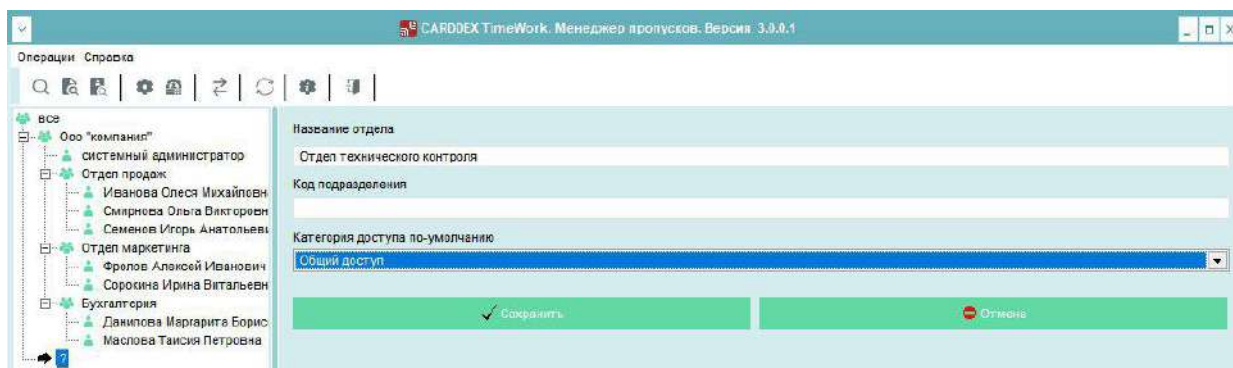 CARDDEX TimeWork. Менеджер пропусков. Версия 3.0.0.1
Операции Справка
все
Ооо "компания"
системный администратор
Отдел продаж
Иванова Олеся Михайловн
Смирнова Ольга Викторовн
Семенов Игорь Анатольеви
Отдел маркетинга
Фролов Алексей Иванович
Сорокина Ирина Витальевн
Бухгалтерия
Данилова Маргарита Борис
Маслова Таисия Петровна
?
Название отдела
Отдел технического контроля
Код подразделения
Категория доступа по-умолчанию
Общий доступ
Сохранить
Отмена